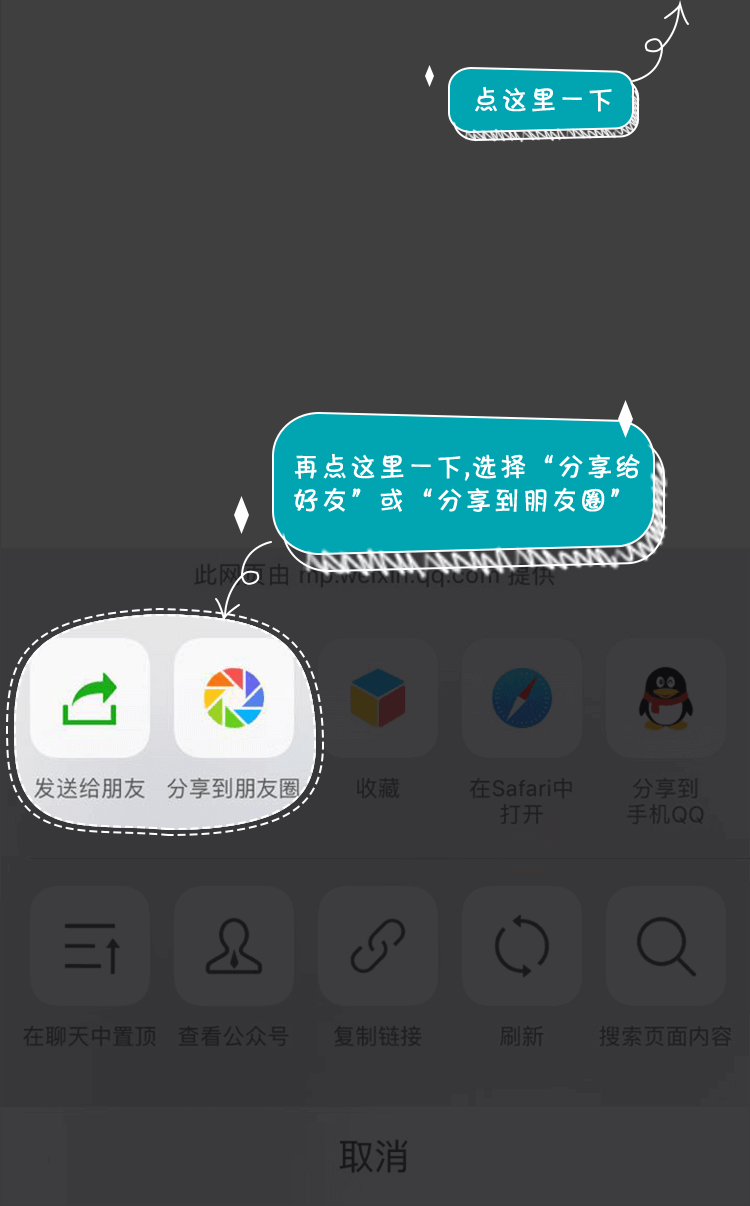 点这里一下
再点这里一下,选择“分享给
好友”或“分享到朋友圈”
此网页由 mp.weixin.qq.com 提供
发送给朋友
分享到朋友圈
收藏
在Safari中
打开
分享到
手机QQ
在聊天中置顶
查看公众号
复制链接
刷新
搜索页面内容
取消